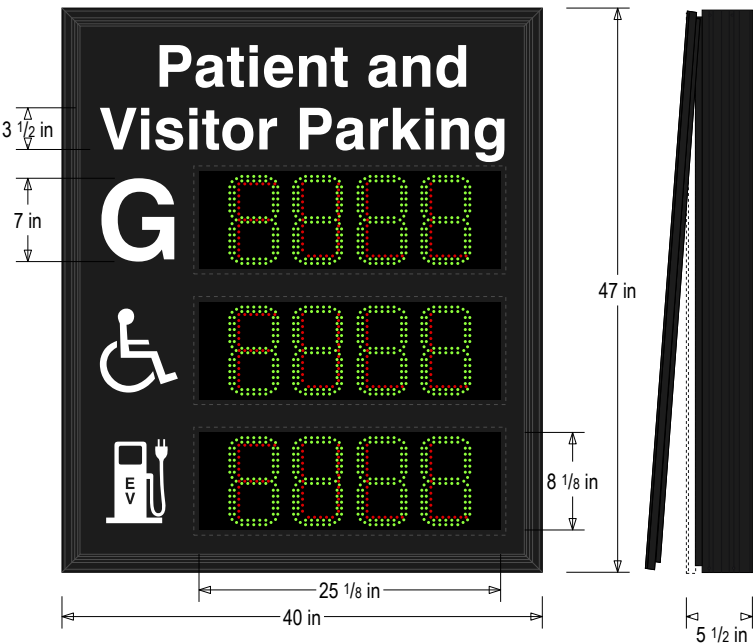 Patient and
Visitor Parking
3 1/2 in
G
7 in
47 in
E
V
8 1/8 in
25 1/8 in
40 in
5 1/2 in